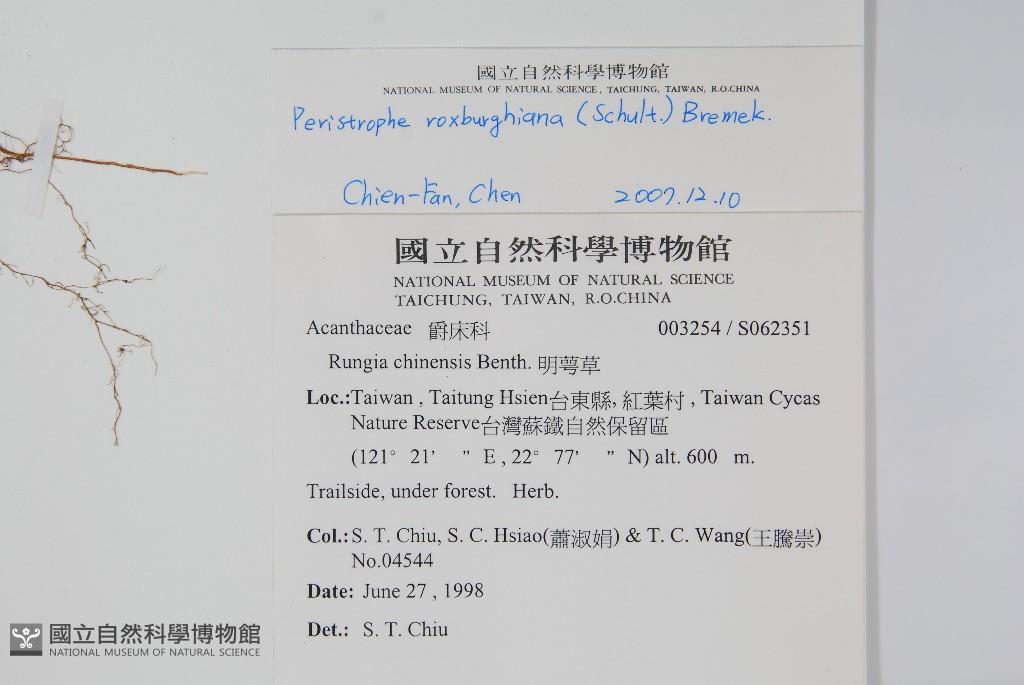 國立自然科學博物館
NATIONAL MUSEUM OF NATURAL SCIENCE, TAICHUNG, TAIWAN, R.O.CHINA
Peristrophe roxburghiana (Schult.) Bremek.
Chien-Fan, Chen 2007.12.10
國立自然科學博物館
NATIONAL MUSEUM OF NATURAL SCIENCE
TAICHUNG, TAIWAN, R.O.CHINA
Acanthaceae 爵床科 003254 / S062351
Rungia chinensis Benth. 明萼草
Loc.:Taiwan , Taitung Hsien台東縣, 紅葉村 , Taiwan Cycas
Nature Reserve台灣蘇鐵自然保留區
(121° 21' " E , 22° 77' " N) alt. 600 m.
Trailside, under forest. Herb.
Col.: S. T. Chiu, S. C. Hsiao(蕭淑娟) & T. C. Wang(王騰崇)
No.04544
Date: June 27 , 1998
Det.: S. T. Chiu
國立自然科學博物館
NATIONAL MUSEUM OF NATURAL SCIENCE